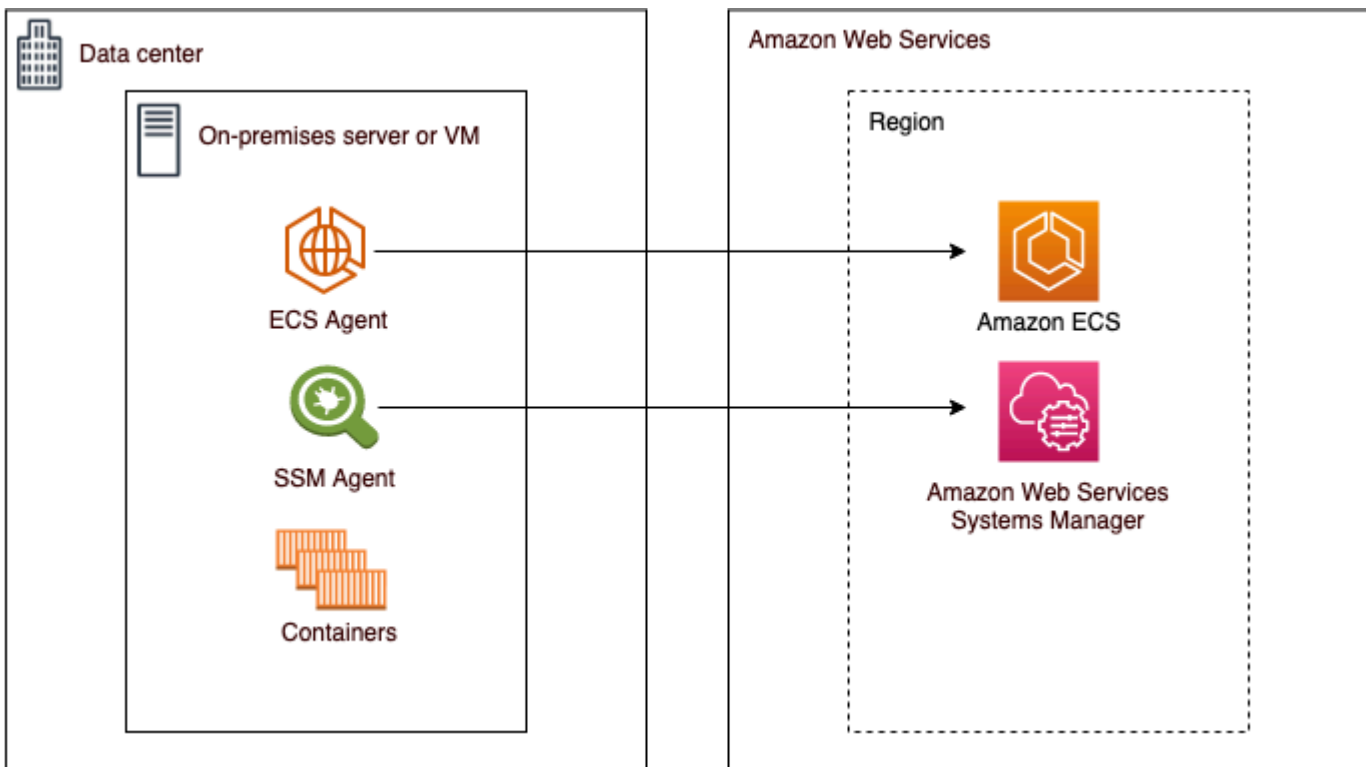 Data center
On-premises server or VM
ECS Agent
SSM Agent
Containers
Amazon Web Services
Region
Amazon ECS
Amazon Web Services
Systems Manager